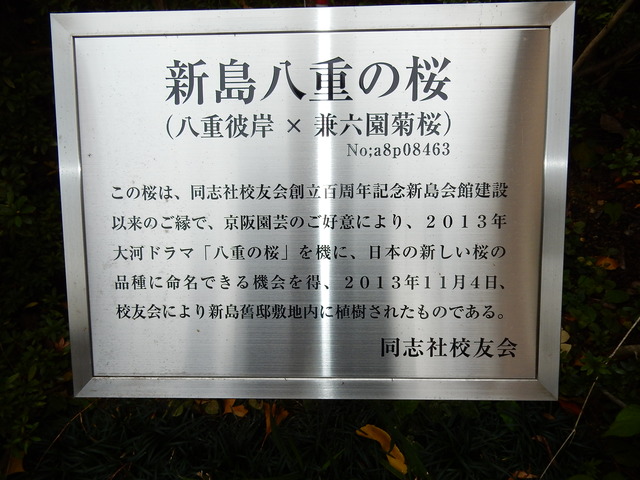 新島八重の桜
(八重彼岸 × 兼六園菊桜)
No;a8p08463
この桜は、同志社校友会創立百周年記念新島会館建設
以来のご縁で、京阪園芸のご好意により、２０１３年
大河ドラマ「八重の桜」を機に、日本の新しい桜の
品種に命名できる機会を得、２０１３年１１月４日、
校友会により新島舊邸敷地内に植樹されたものである。
同志社校友会